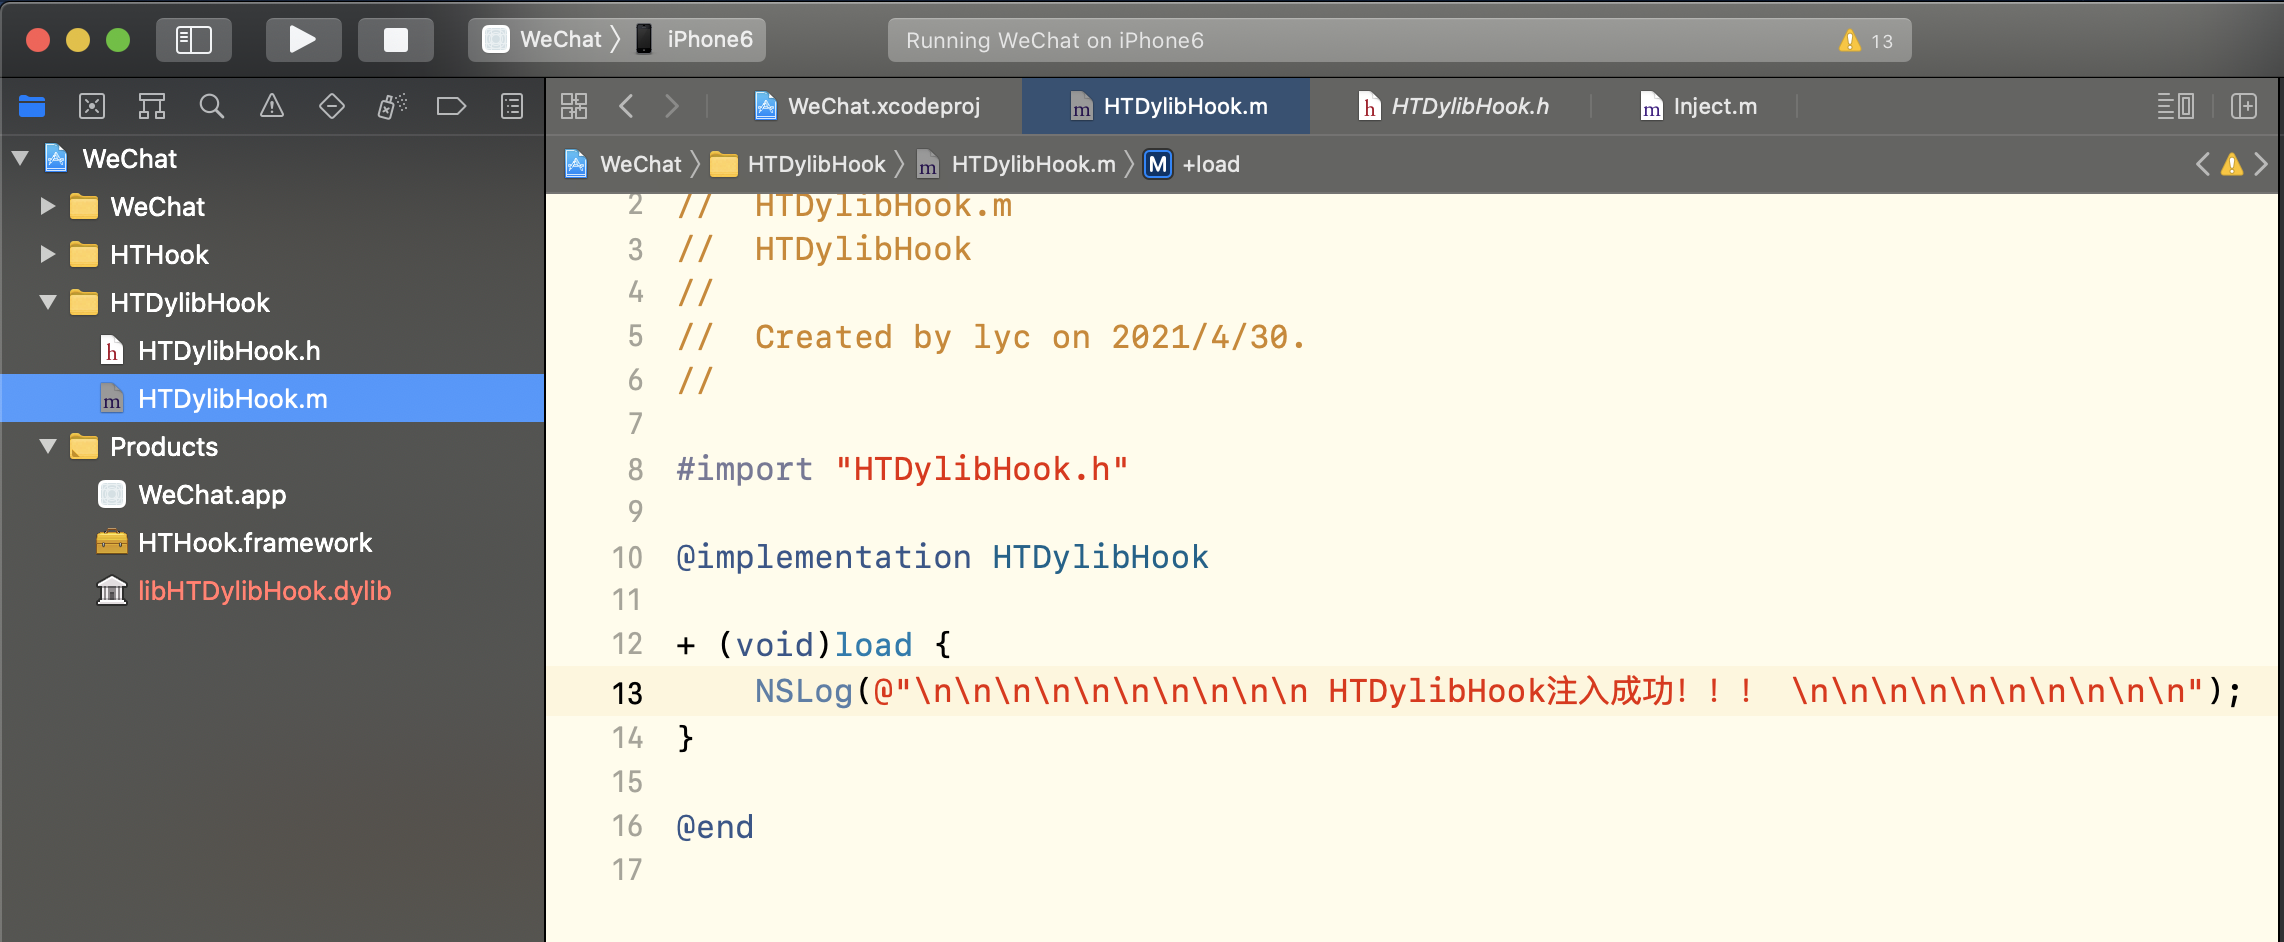 WeChat 〉 iPhone6
Running WeChat on iPhone6
13
WeChat.xcodeproj
HTDylibHook.m
HTDylibHook.h
Inject.m
WeChat 〉 HTDylibHook 〉 HTDylibHook.m 〉 M +load
WeChat
WeChat
HTHook
HTDylibHook
HTDylibHook.h
HTDylibHook.m
Products
WeChat.app
HTHook.framework
libHTDylibHook.dylib
2 //  HTDylibHook.m
3 //  HTDylibHook
4 //
5 //  Created by lyc on 2021/4/30.
6 //
7
8 #import "HTDylibHook.h"
9
10 @implementation HTDylibHook
11
12 + (void)load {
13     NSLog(@"\n\n\n\n\n\n\n\n\n\n HTDylibHook注入成功！！！ \n\n\n\n\n\n\n\n\n\n");
14 }
15
16 @end
17